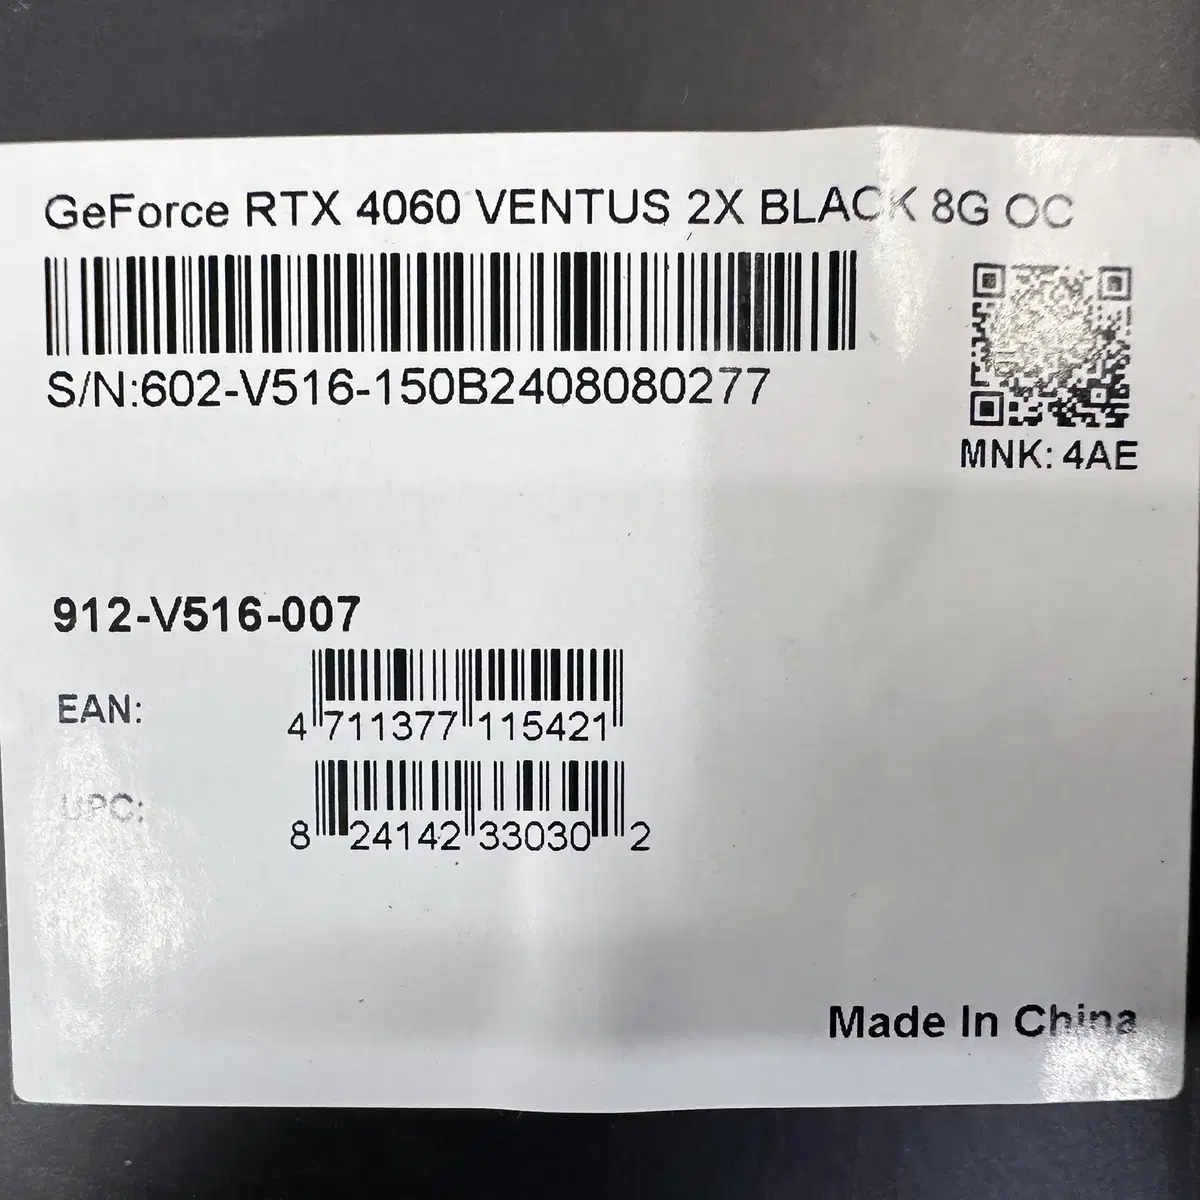 GeForce RTX 4060 VENTUS 2X BLACK 8G OC
S/N:602-V516-150B2408080277
MNK: 4AE
912-V516-007
EAN:
4 711377 115421
UPC:
8 24142 33030 2
Made In China